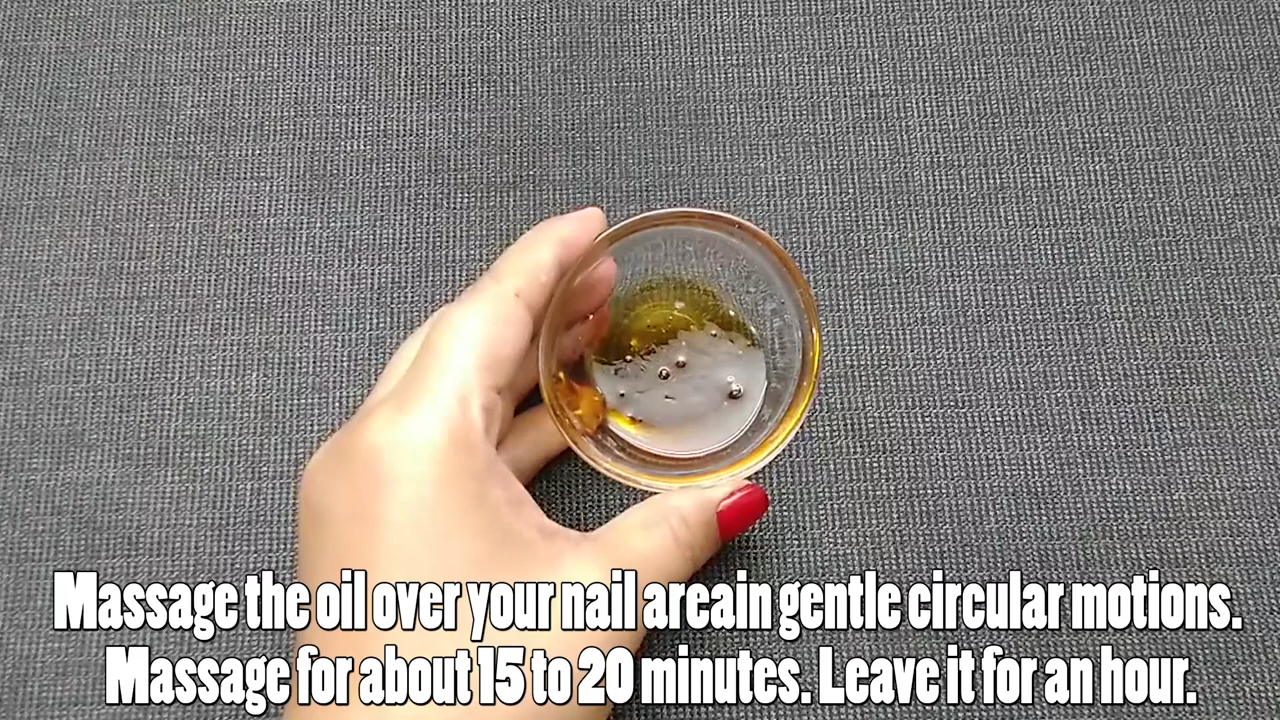 Massage the oil over your nail areain gentle circular motions.
Massage for about 15 to 20 minutes. Leave it for an hour.